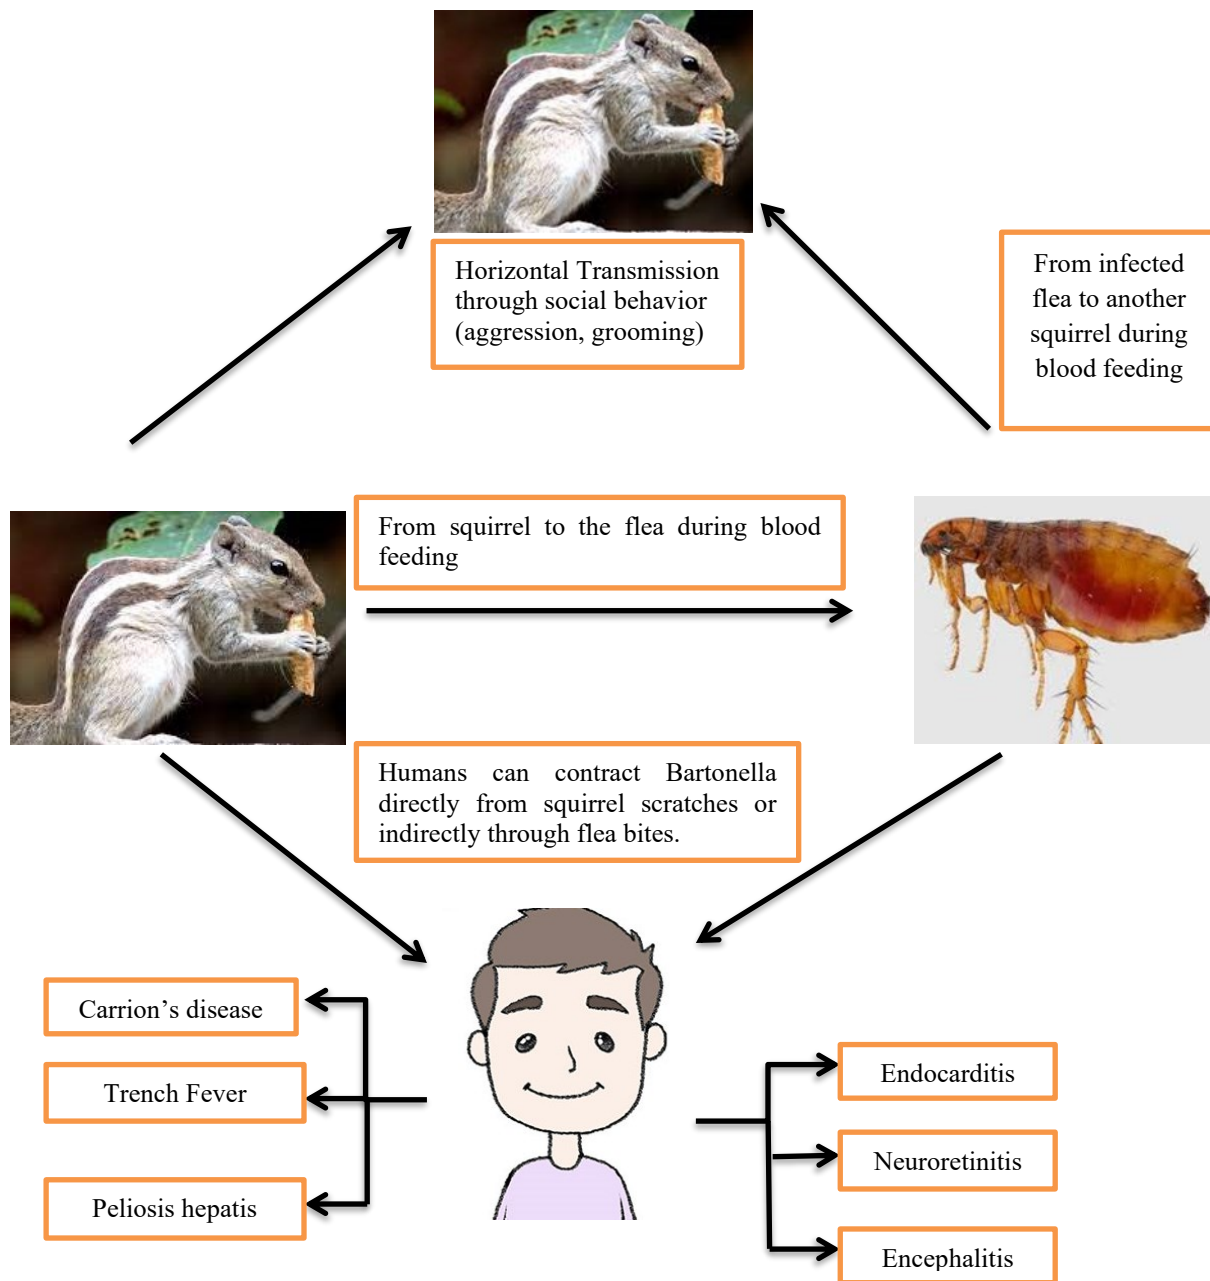 Horizontal Transmission
through social behavior
(aggression, grooming)
From infected
flea to another
squirrel during
blood feeding
From squirrel to the flea during blood
feeding
Humans can contract Bartonella
directly from squirrel scratches or
indirectly through flea bites.
Carrion’s disease
Trench Fever
Peliosis hepatis
Endocarditis
Neuroretinitis
Encephalitis